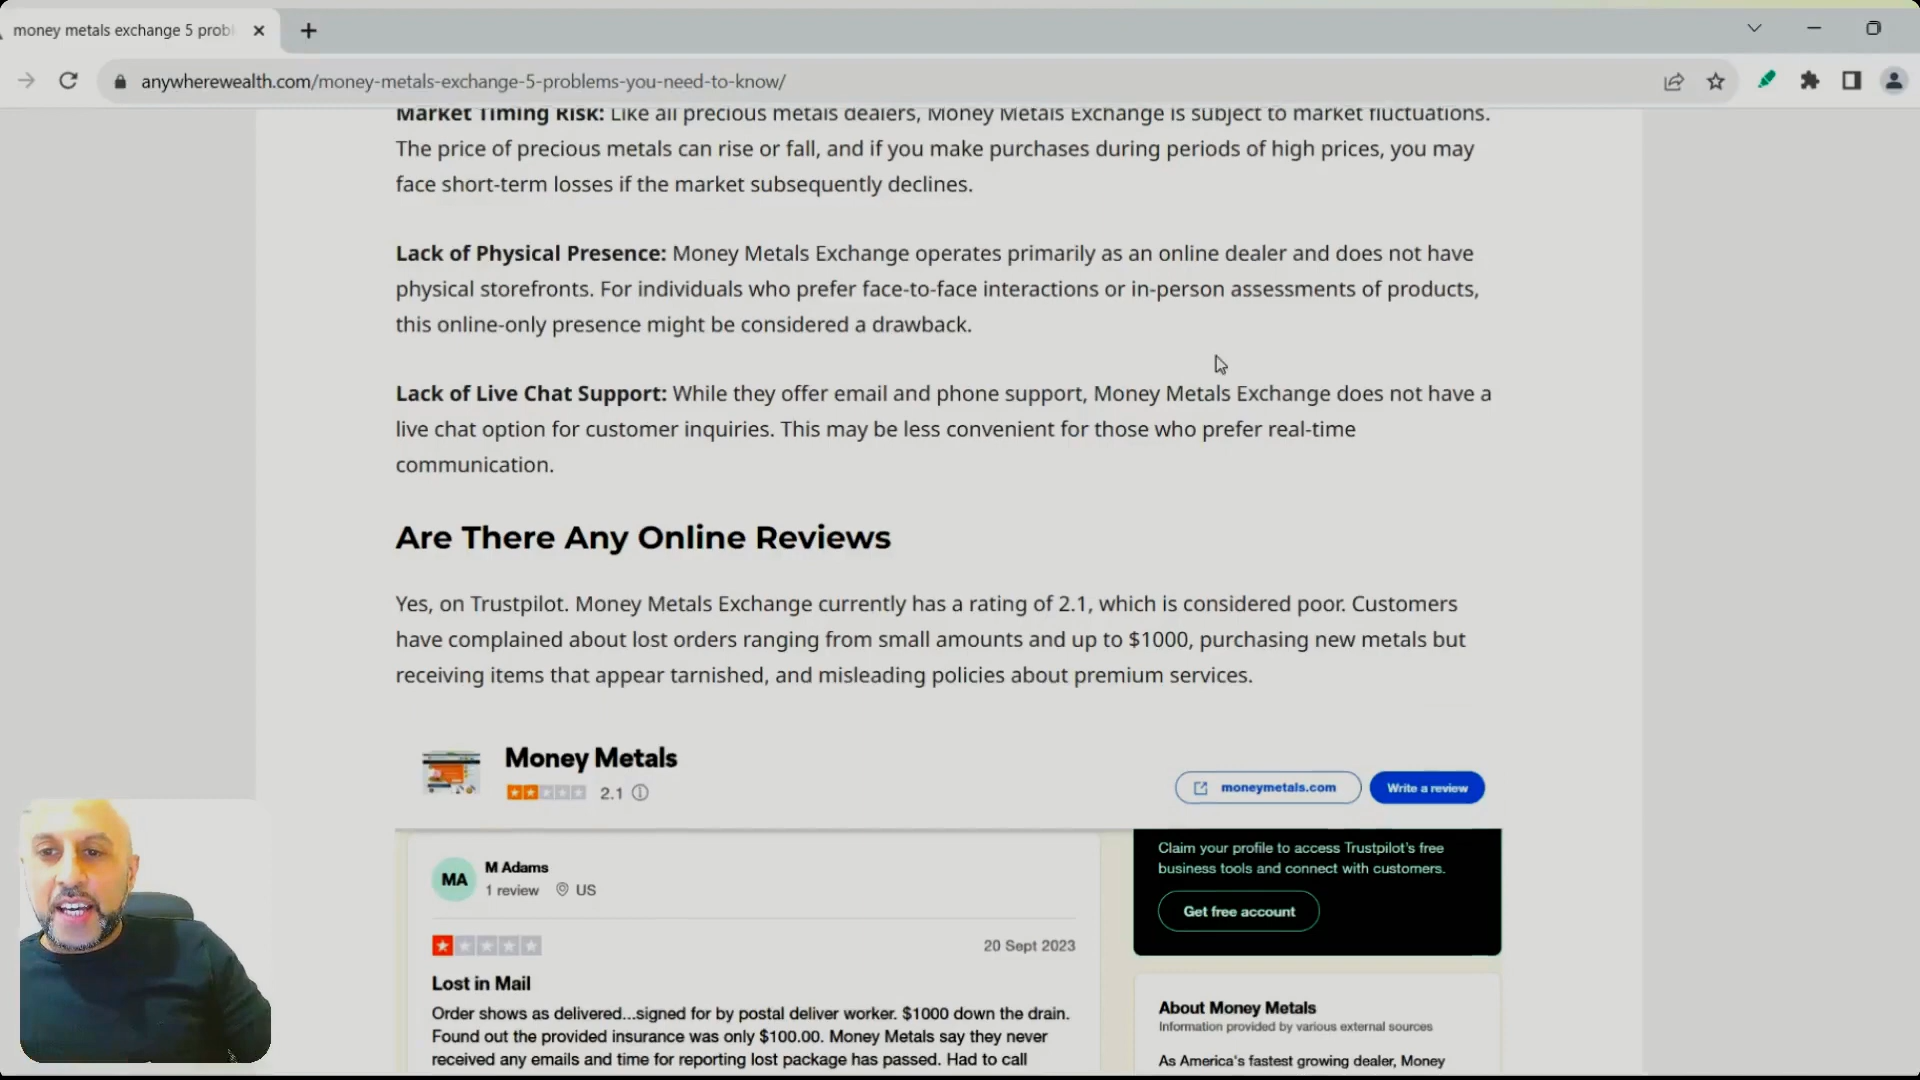 money metals exchange 5 prob
anywherewealth.com/money-metals-exchange-5-problems-you-need-to-know/
Market Timing Risk: Like all precious metals dealers, Money Metals Exchange is subject to market fluctuations.
The price of precious metals can rise or fall, and if you make purchases during periods of high prices, you may
face short-term losses if the market subsequently declines.
Lack of Physical Presence: Money Metals Exchange operates primarily as an online dealer and does not have
physical storefronts. For individuals who prefer face-to-face interactions or in-person assessments of products,
this online-only presence might be considered a drawback.
Lack of Live Chat Support: While they offer email and phone support, Money Metals Exchange does not have a
live chat option for customer inquiries. This may be less convenient for those who prefer real-time
communication.
Are There Any Online Reviews
Yes, on Trustpilot. Money Metals Exchange currently has a rating of 2.1, which is considered poor. Customers
have complained about lost orders ranging from small amounts and up to $1000, purchasing new metals but
receiving items that appear tarnished, and misleading policies about premium services.
Money Metals
2.1
moneymetals.com
Write a review
MA
M Adams
1 review US
20 Sept 2023
Lost in Mail
Order shows as delivered...signed for by postal deliver worker. $1000 down the drain.
Found out the provided insurance was only $100.00. Money Metals say they never
received any emails and time for reporting lost package has passed. Had to call
Claim your profile to access Trustpilot's free
business tools and connect with customers.
Get free account
About Money Metals
Information provided by various external sources
As America's fastest growing dealer, Money